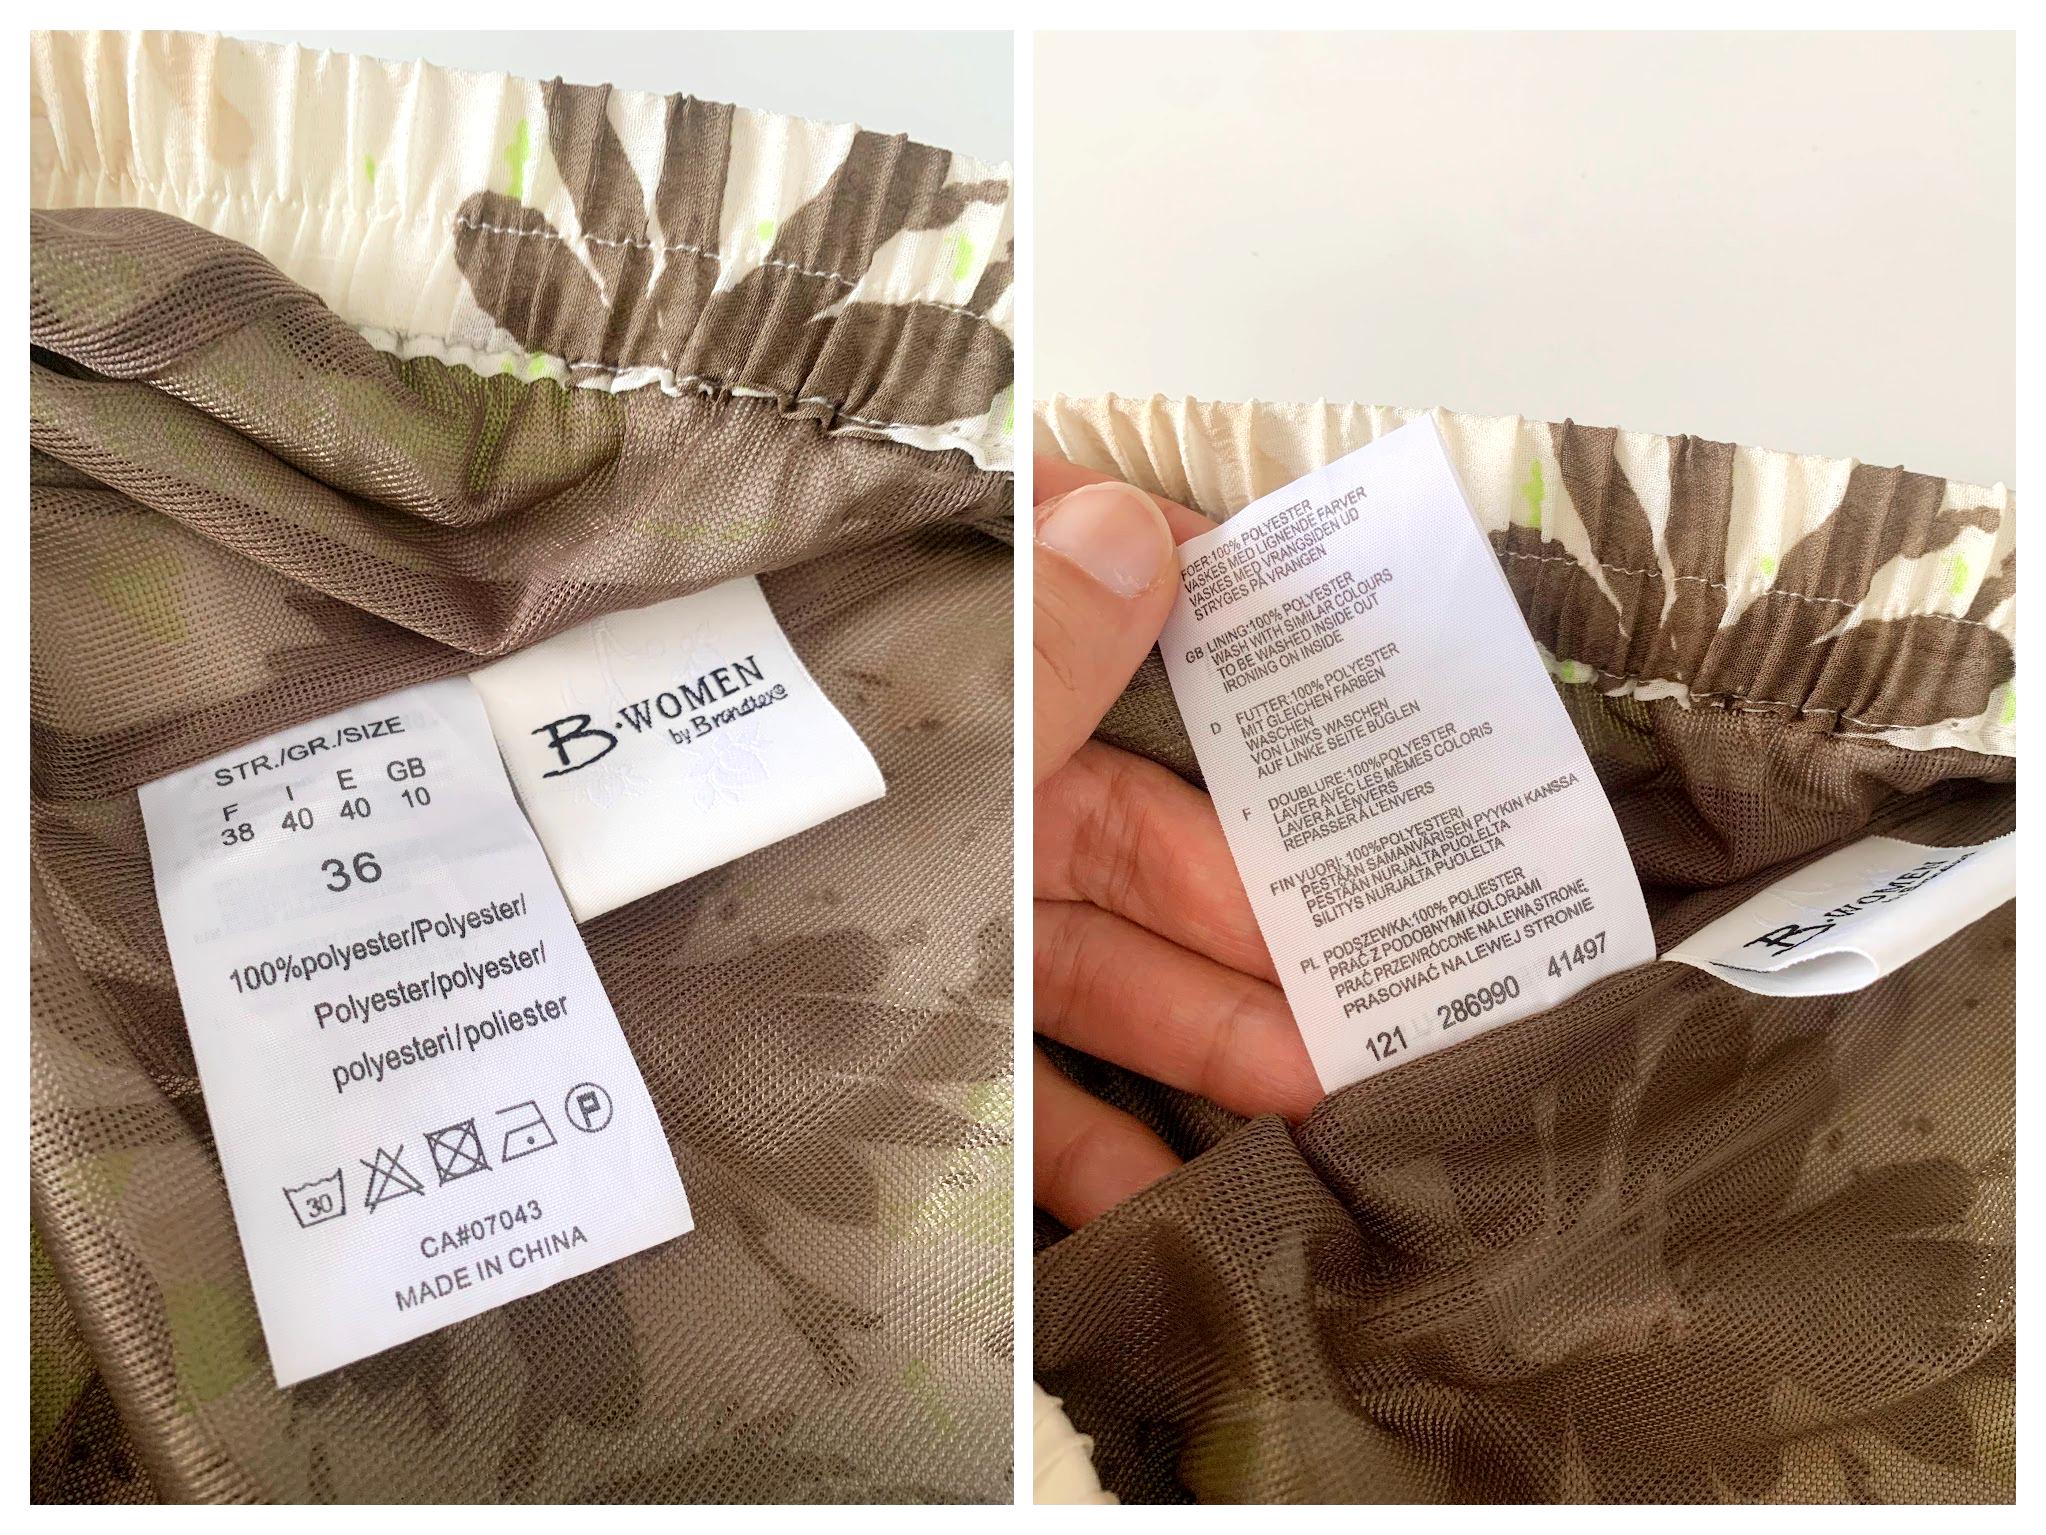 STR./GR./SIZE
F I E GB
38 40 40 10
36
100%polyester/Polyester/
Polyester/polyester/
polyesteri/poliester
30 P
CA#07043
MADE IN CHINA
B·WOMEN
by Brandtex®
FOER:100% POLYESTER
VASKES MED LIGNENDE FARVER
VASKES MED VRANGSIDEN UD
STRYGES PÅ VRANGEN
GB LINING:100% POLYESTER
WASH WITH SIMILAR COLOURS
TO BE WASHED INSIDE OUT
IRONING ON INSIDE
D FUTTER:100% POLYESTER
MIT GLEICHEN FARBEN
WASCHEN
VON LINKS WASCHEN
AUF LINKE SEITE BÜGLEN
F DOUBLURE:100%POLYESTER
LAVER AVEC LES MÊMES COLORIS
LAVER À L'ENVERS
REPASSER À L'ENVERS
FIN VUORI: 100%POLYESTERI
PESTÄÄN SAMANVÄRISEN PYYKIN KANSSA
PESTÄÄN NURJALTA PUOLELTA
SILITYS NURJALTA PUOLELTA
PL PODSZEWKA:100% POLIESTER
PRAĆ Z PODOBNYMI KOLORAMI
PRAĆ PRZEWRÓCONE NA LEWĄ STRONĘ
PRASOWAĆ NA LEWEJ STRONIE
121 286990 41497
B·WOMEN